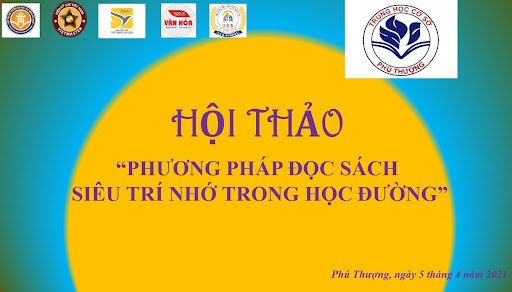 VĂN HÓA
TRUNG HỌC CƠ SỞ
PHÚ THƯỢNG
HỘI THẢO
“PHƯƠNG PHÁP ĐỌC SÁCH
SIÊU TRÍ NHỚ TRONG HỌC ĐƯỜNG”
Phú Thượng, ngày 5 tháng 4 năm 2021